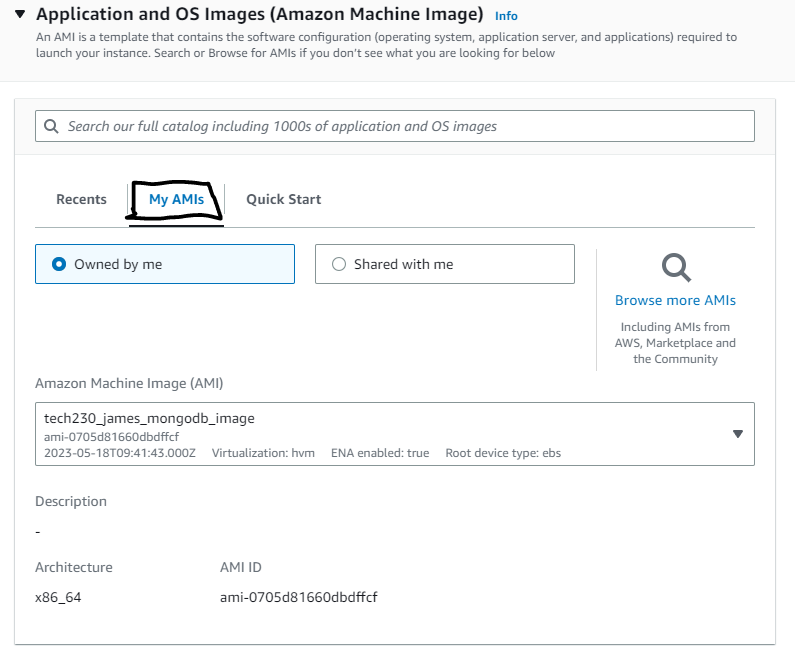 Application and OS Images (Amazon Machine Image) Info
An AMI is a template that contains the software configuration (operating system, application server, and applications) required to
launch your instance. Search or Browse for AMIs if you don't see what you are looking for below
Search our full catalog including 1000s of application and OS images
Recents My AMIs Quick Start
Owned by me Shared with me
Browse more AMIs
Including AMIs from
AWS, Marketplace and
the Community
Amazon Machine Image (AMI)
tech230_james_mongodb_image
ami-0705d81660dbdffcf
2023-05-18T09:41:43.000Z Virtualization: hvm ENA enabled: true Root device type: ebs
Description
-
Architecture AMI ID
x86_64 ami-0705d81660dbdffcf